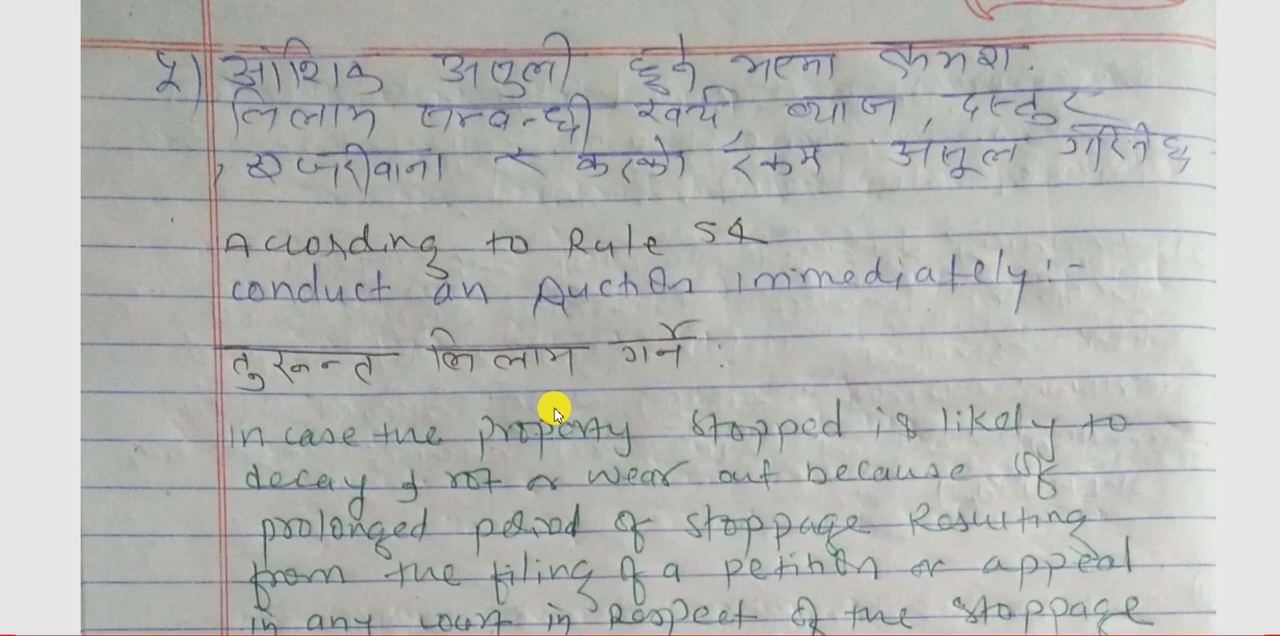 ५) आंशिक असुली हुने भएमा क्रमश:
लिलाम सम्बन्धी खर्च, ब्याज, दस्तुर
, जरीवाना र करको रकम असुल गरिनेछ
According to Rule 54
conduct an Auction immediately:-
तुरुन्त लिलाम गर्ने:
in case the property stopped is likely to
decay & rot or wear out because of
prolonged period of stoppage Resulting
from the filing of a petition or appeal
in any court in Respect of the stoppage